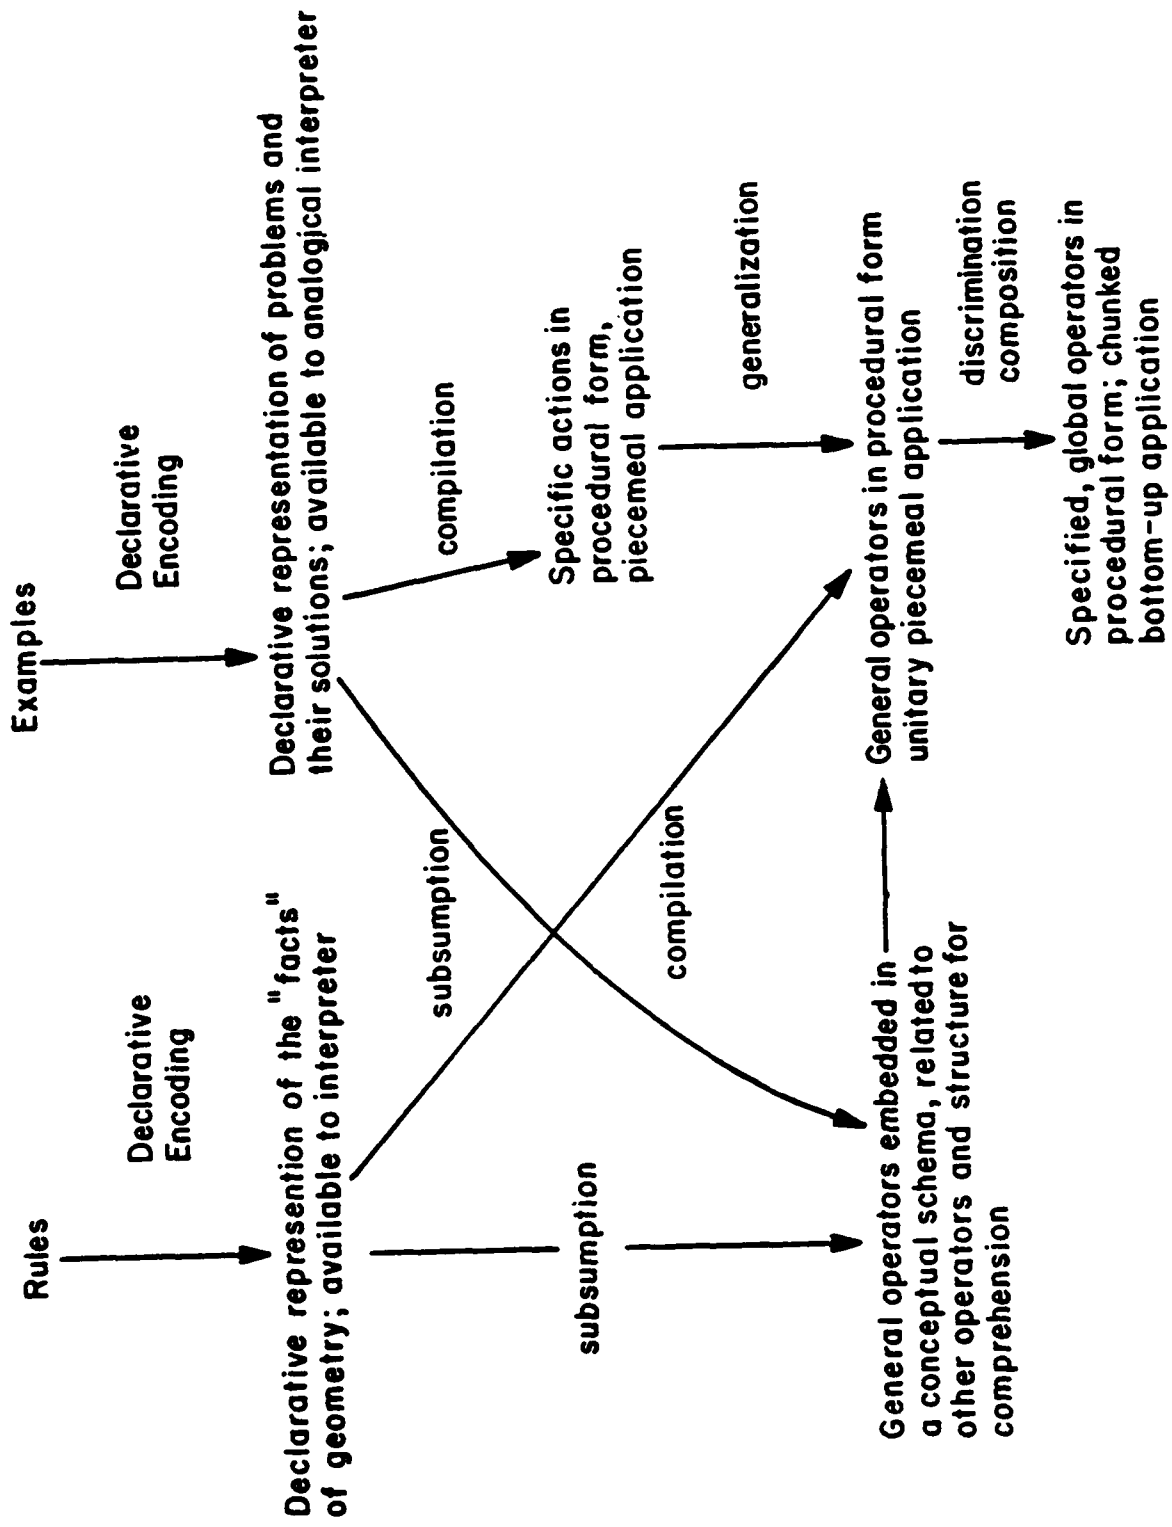 Rules
Examples
Declarative
Encoding
Declarative
Encoding
Declarative represention of the "facts"
of geometry; available to interpreter
Declarative representation of problems and
their solutions; available to analogical interpreter
subsumption
subsumption
compilation
compilation
Specific actions in
procedural form,
piecemeal application
generalization
General operators embedded in
a conceptual schema, related to
other operators and structure for
comprehension
General operators in procedural form
unitary piecemeal application
discrimination
composition
Specified, global operators in
procedural form; chunked
bottom-up application